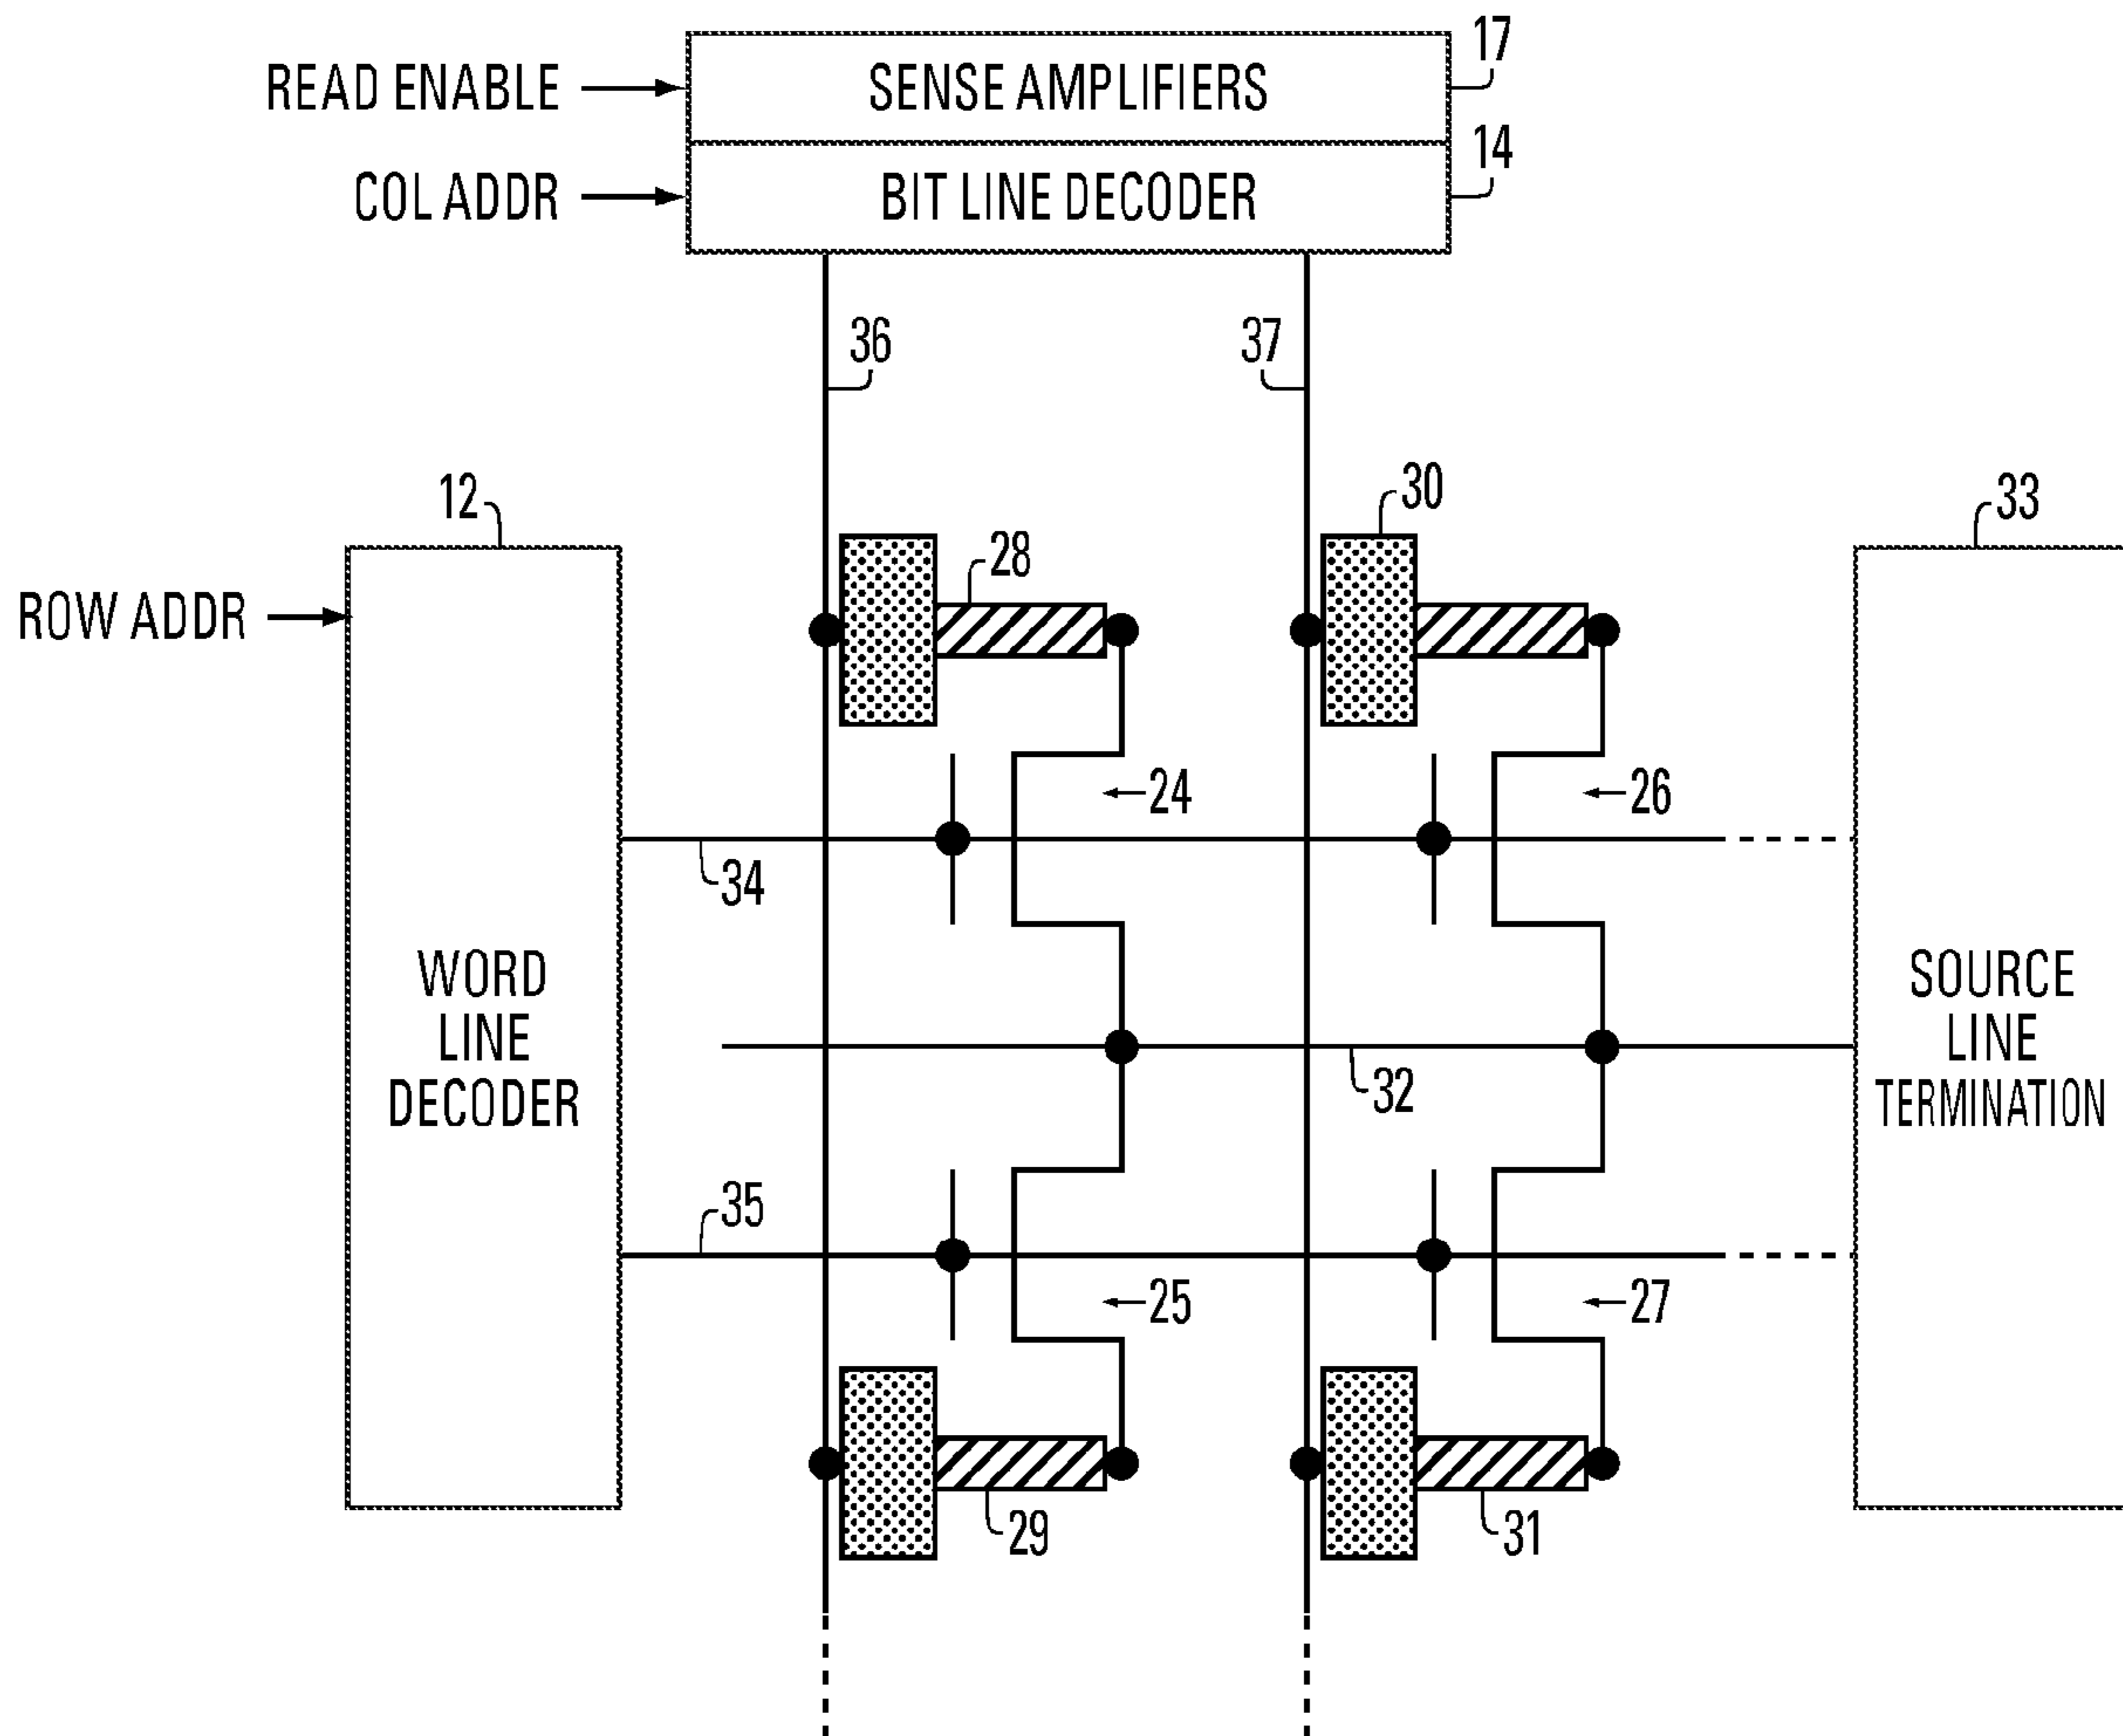 17
READ ENABLE
SENSE AMPLIFIERS
14
COL ADDR
BIT LINE DECODER
36
37
12
30
33
28
ROW ADDR
24
26
34
WORD
LINE
DECODER
SOURCE
LINE
TERMINATION
32
35
25
27
29
31